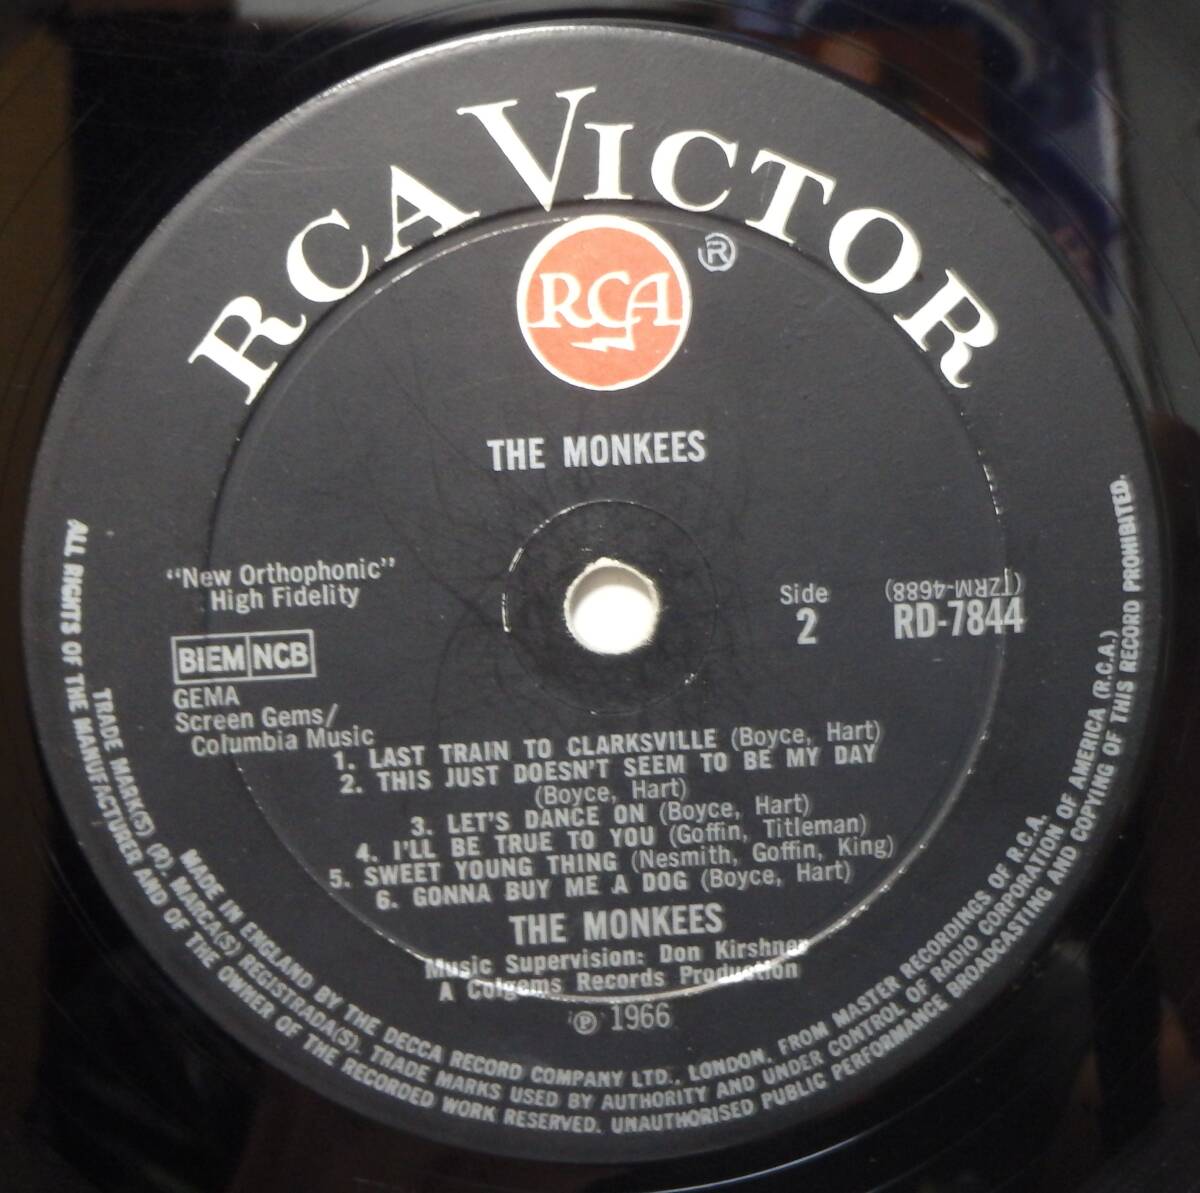 RCA VICTOR
RCA
®
THE MONKEES
"New Orthophonic"
High Fidelity
BIEM NCB
GEMA
Screen Gems/
Columbia Music
Side
2
(TZRM-4688)
RD-7844
1. LAST TRAIN TO CLARKSVILLE (Boyce, Hart)
2. THIS JUST DOESN'T SEEM TO BE MY DAY
(Boyce, Hart)
3. LET'S DANCE ON (Boyce, Hart)
4. I'LL BE TRUE TO YOU (Goffin, Titleman)
5. SWEET YOUNG THING (Nesmith, Goffin, King)
6. GONNA BUY ME A DOG (Boyce, Hart)
THE MONKEES
Music Supervision: Don Kirshner
A Colgems Records Production
℗ 1966
MADE IN ENGLAND BY THE DECCA RECORD COMPANY LTD., LONDON, FROM MASTER RECORDINGS OF R.C.A.
TRADE MARK(S) (R). MARCA(S) REGISTRADA(S). TRADE MARKS USED BY AUTHORITY AND UNDER CONTROL OF RADIO CORPORATION OF AMERICA (R.C.A.)
ALL RIGHTS OF THE MANUFACTURER AND OF THE OWNER OF THE RECORDED WORK RESERVED. UNAUTHORISED PUBLIC PERFORMANCE BROADCASTING AND COPYING OF THIS RECORD PROHIBITED.